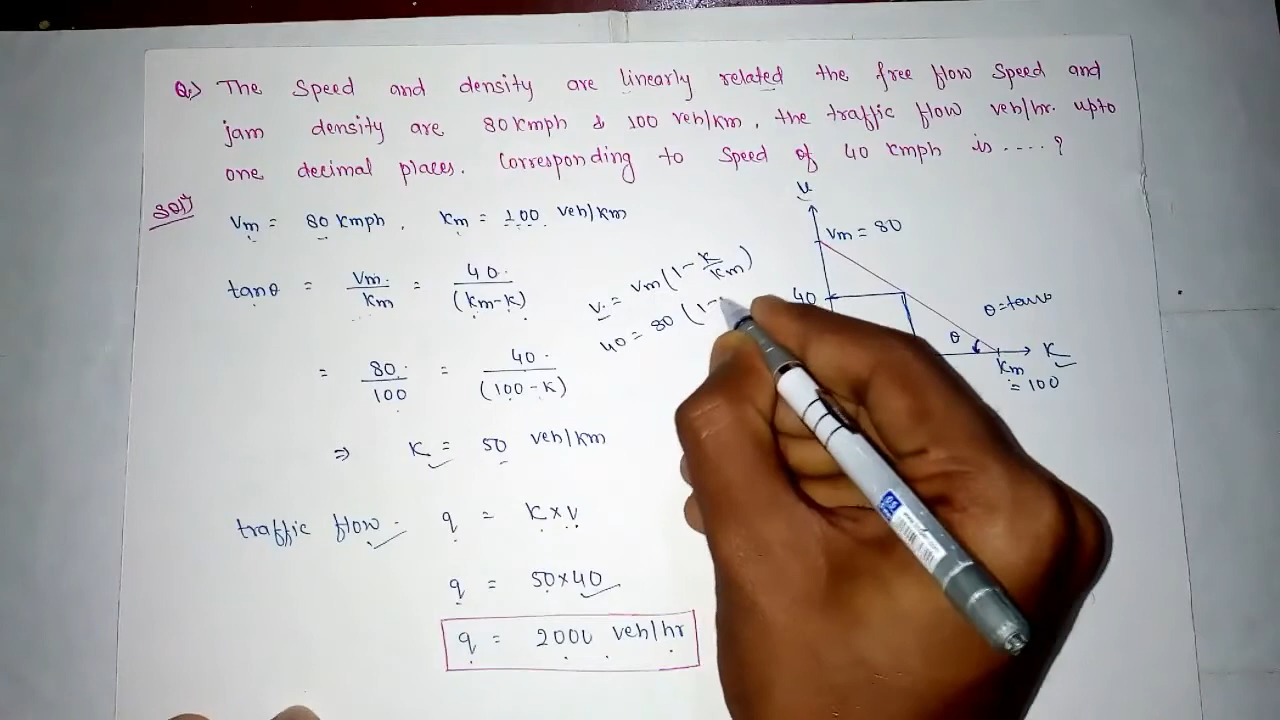 Q.) The Speed and density are linearly related the free flow Speed and
jam density are 80 Kmph & 100 veh/km, the traffic flow veh/hr. upto
one decimal places. Corresponding to Speed of 40 Kmph is ....?
Sol)
Vm = 80 Kmph, Km = 100 veh/Km
tanθ = Vm/Km = 40/(Km-K)
= 80/100 = 40/(100-K)
⇒ K = 50 veh/Km
traffic flow - q = K×v
q = 50×40
q = 2000 veh/hr
v = Vm(1-K/Km)
40 = 80 (1-
u
Vm = 80
40
θ
K
Km
= 100